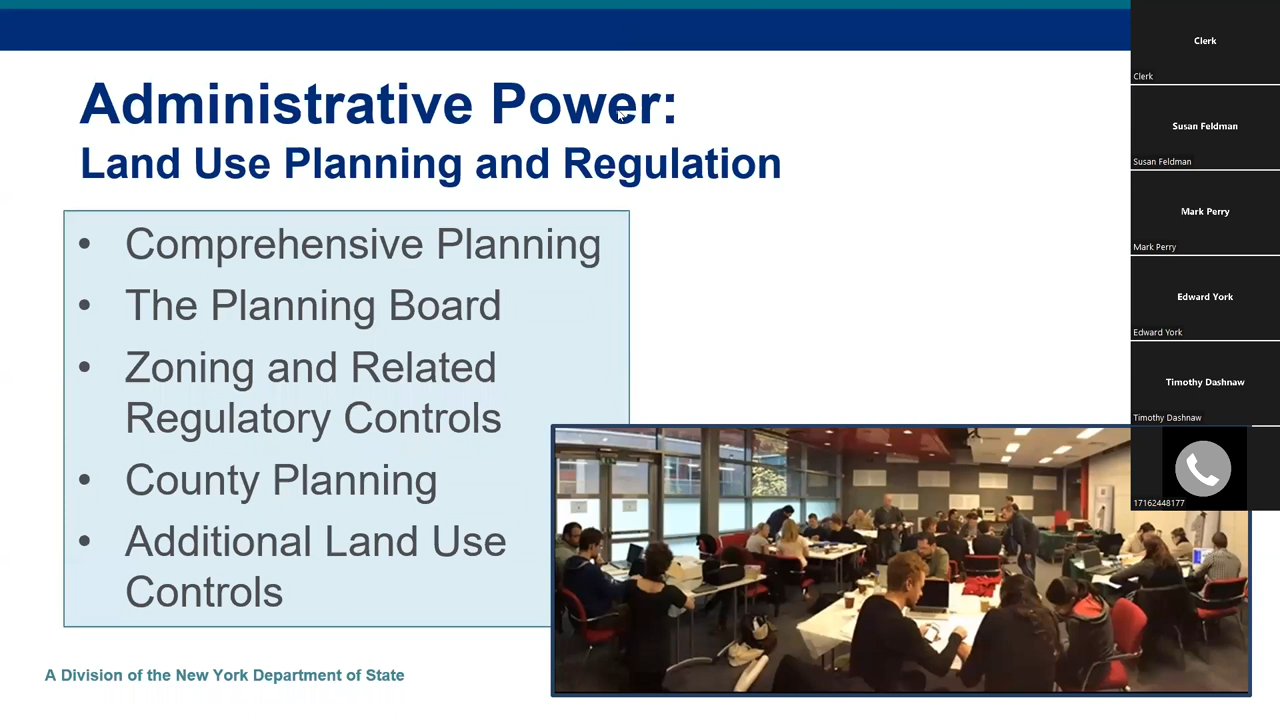 Administrative Power:
Land Use Planning and Regulation
• Comprehensive Planning
• The Planning Board
• Zoning and Related
Regulatory Controls
• County Planning
• Additional Land Use
Controls
A Division of the New York Department of State
Clerk
Clerk
Susan Feldman
Susan Feldman
Mark Perry
Mark Perry
Edward York
Edward York
Timothy Dashnaw
Timothy Dashnaw
17162448177